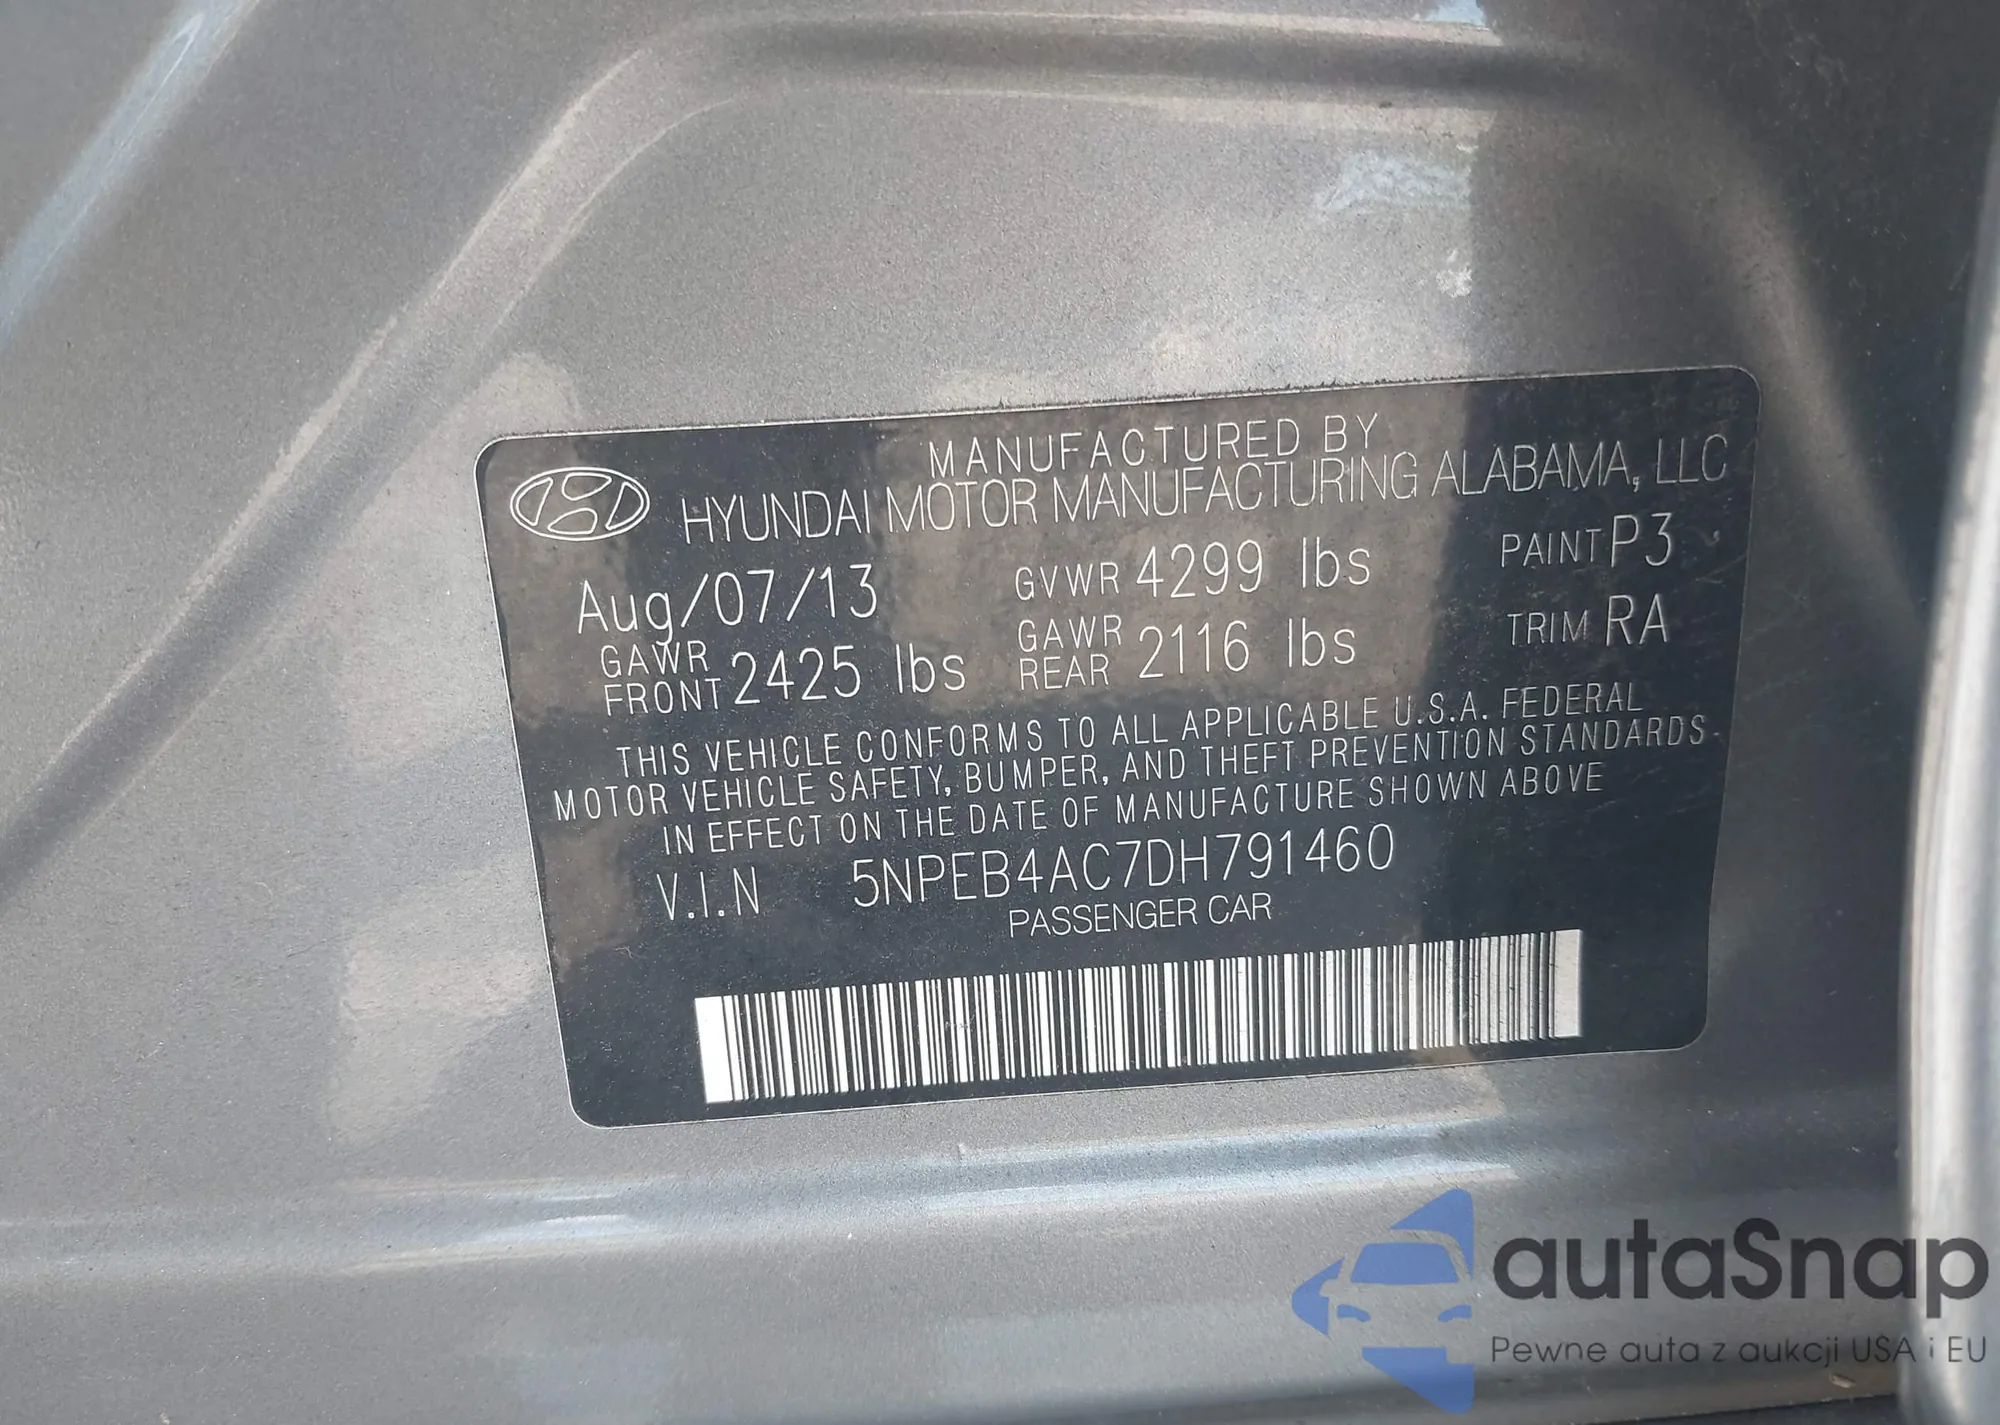 MANUFACTURED BY
HYUNDAI MOTOR MANUFACTURING ALABAMA, LLC
Aug/07/13 GVWR 4299 lbs PAINT P3
GAWR FRONT 2425 lbs GAWR REAR 2116 lbs TRIM RA
THIS VEHICLE CONFORMS TO ALL APPLICABLE U.S.A. FEDERAL
MOTOR VEHICLE SAFETY, BUMPER, AND THEFT PREVENTION STANDARDS
IN EFFECT ON THE DATE OF MANUFACTURE SHOWN ABOVE
V.I.N 5NPEB4AC7DH791460
PASSENGER CAR
autaSnap
Pewne auta z aukcji USA i EU